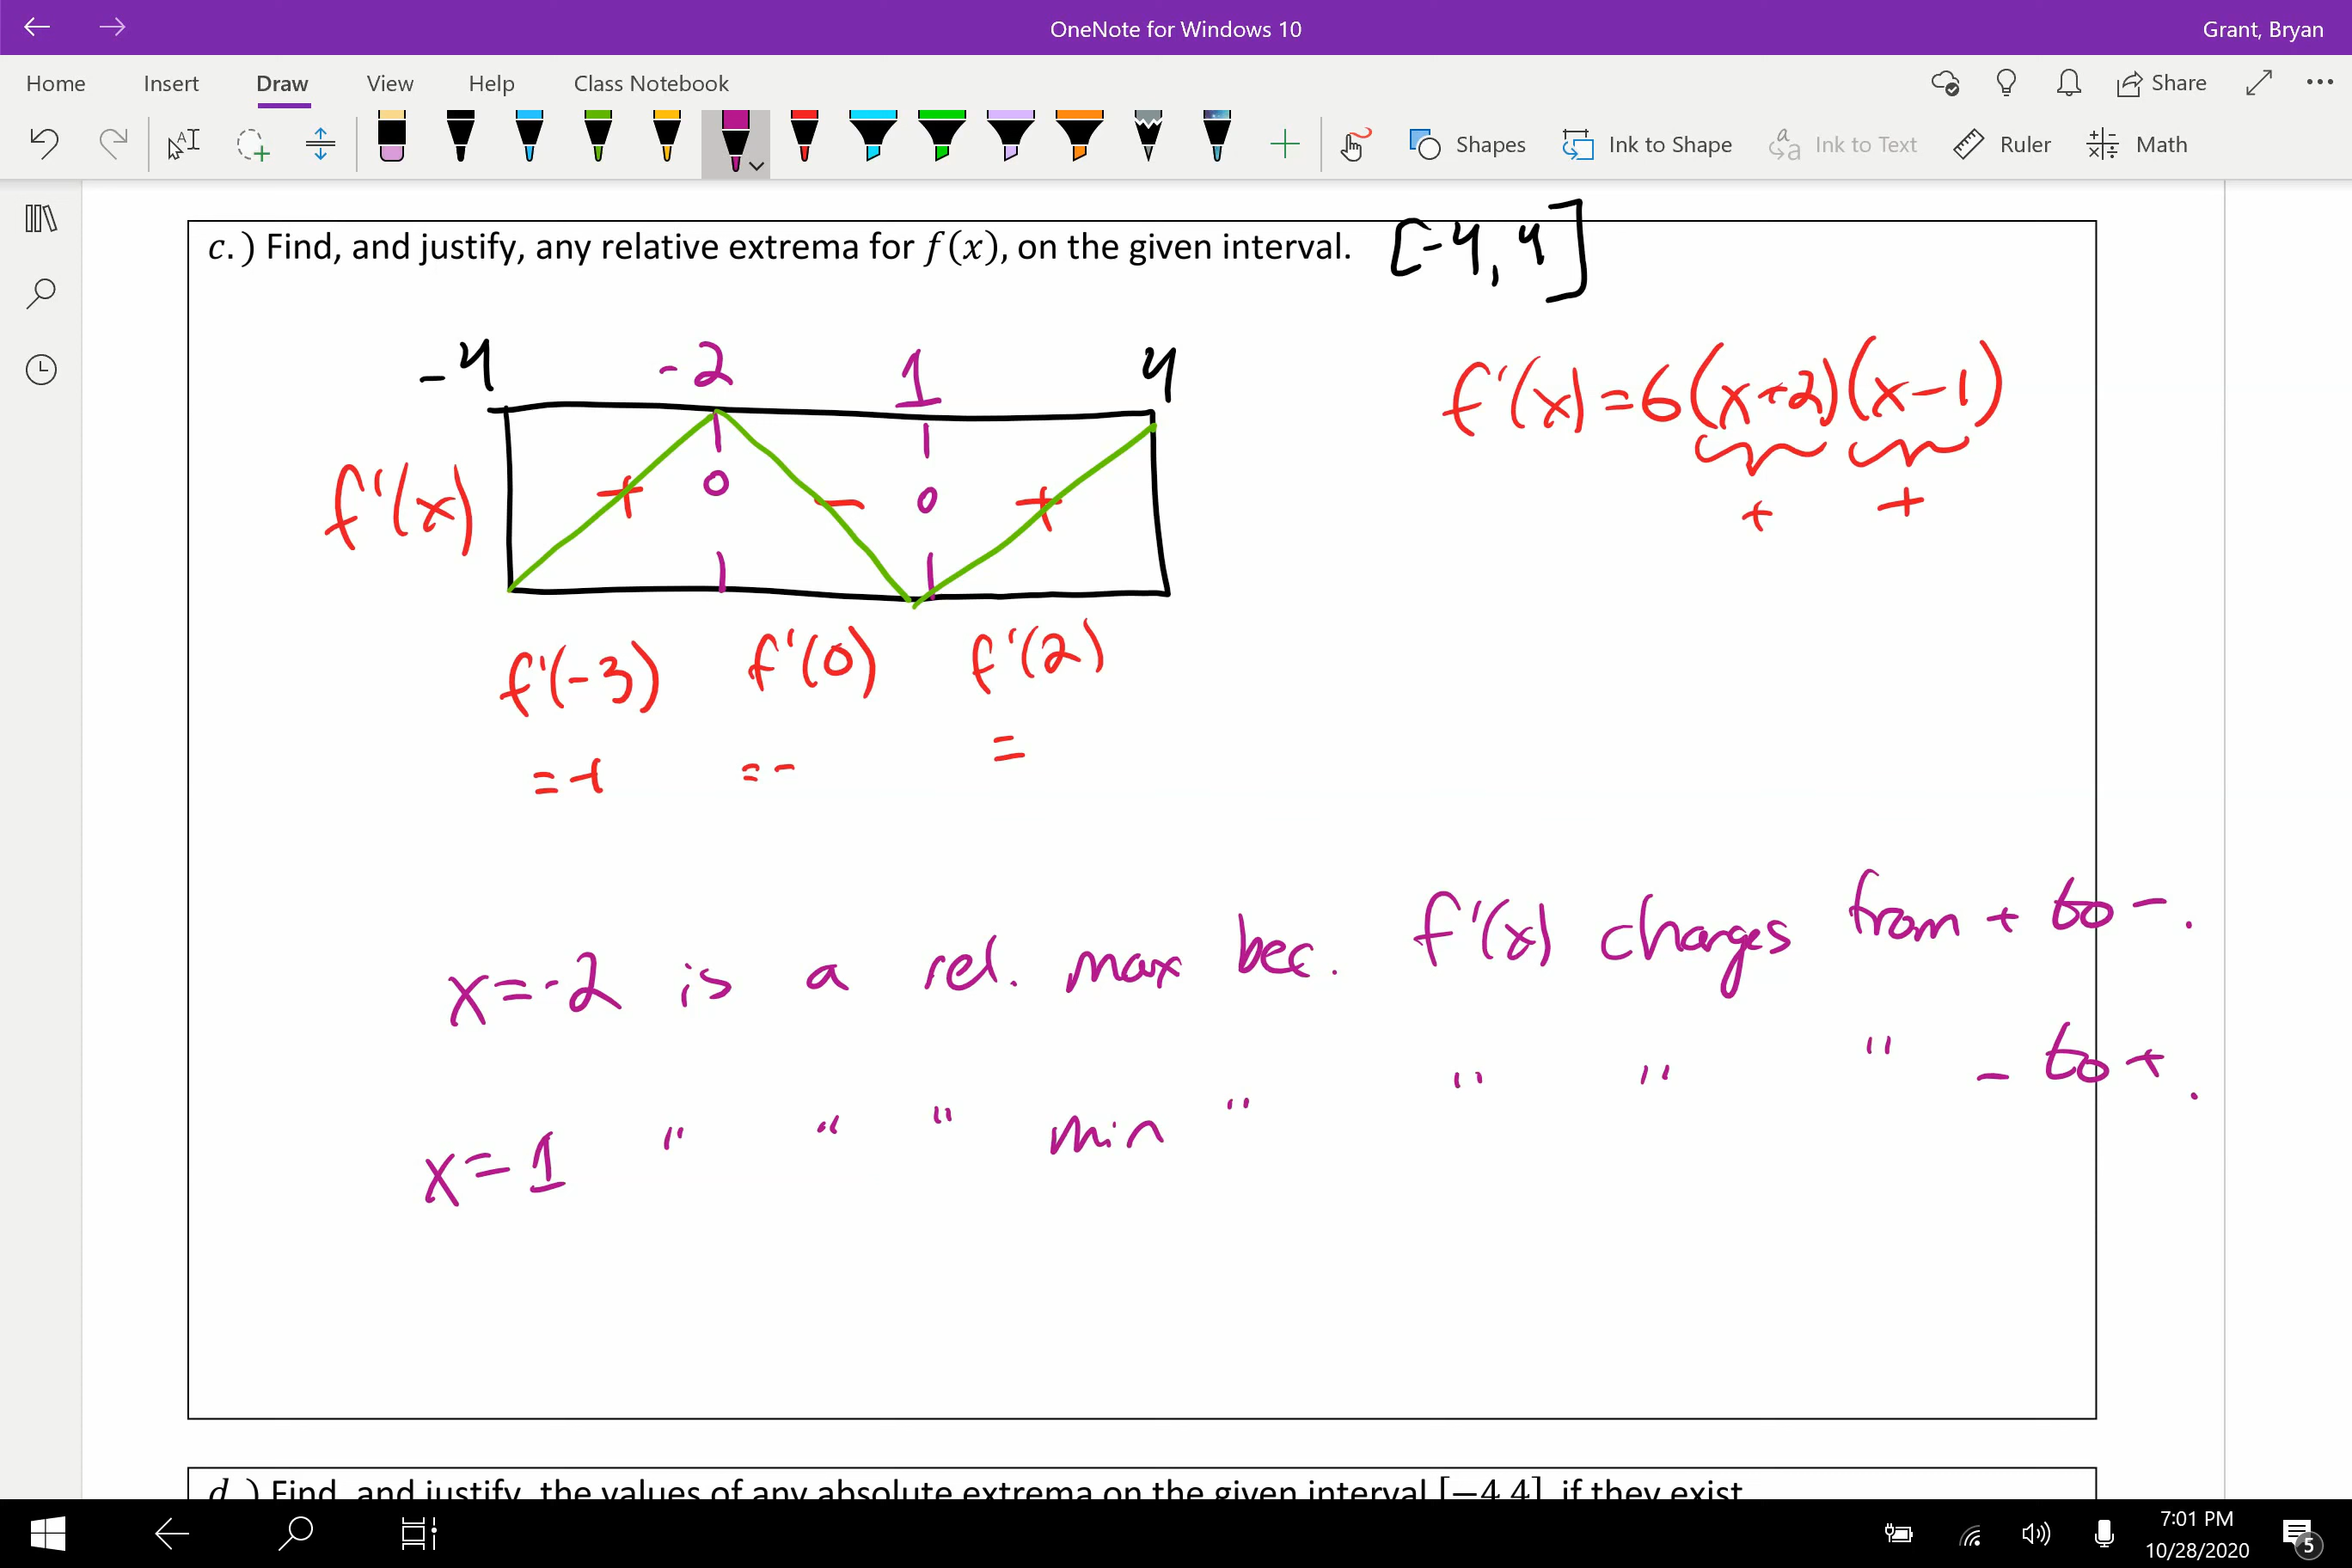 OneNote for Windows 10
Grant, Bryan
Home Insert Draw View Help Class Notebook Share
Shapes Ink to Shape Ink to Text Ruler Math
c.) Find, and justify, any relative extrema for f(x), on the given interval. [-4, 4]
-4 -2 1 4
f'(x) = 6(x+2)(x-1)
+ +
f'(x) + 0 - 0 +
f'(-3) f'(0) f'(2)
= + = - =
x = -2 is a rel. max bec. f'(x) changes from + to -.
x = 1 " " " min " " " " - to +.
d.) Find, and justify, the values of any absolute extrema on the given interval [−4,4], if they exist
7:01 PM
10/28/2020
5